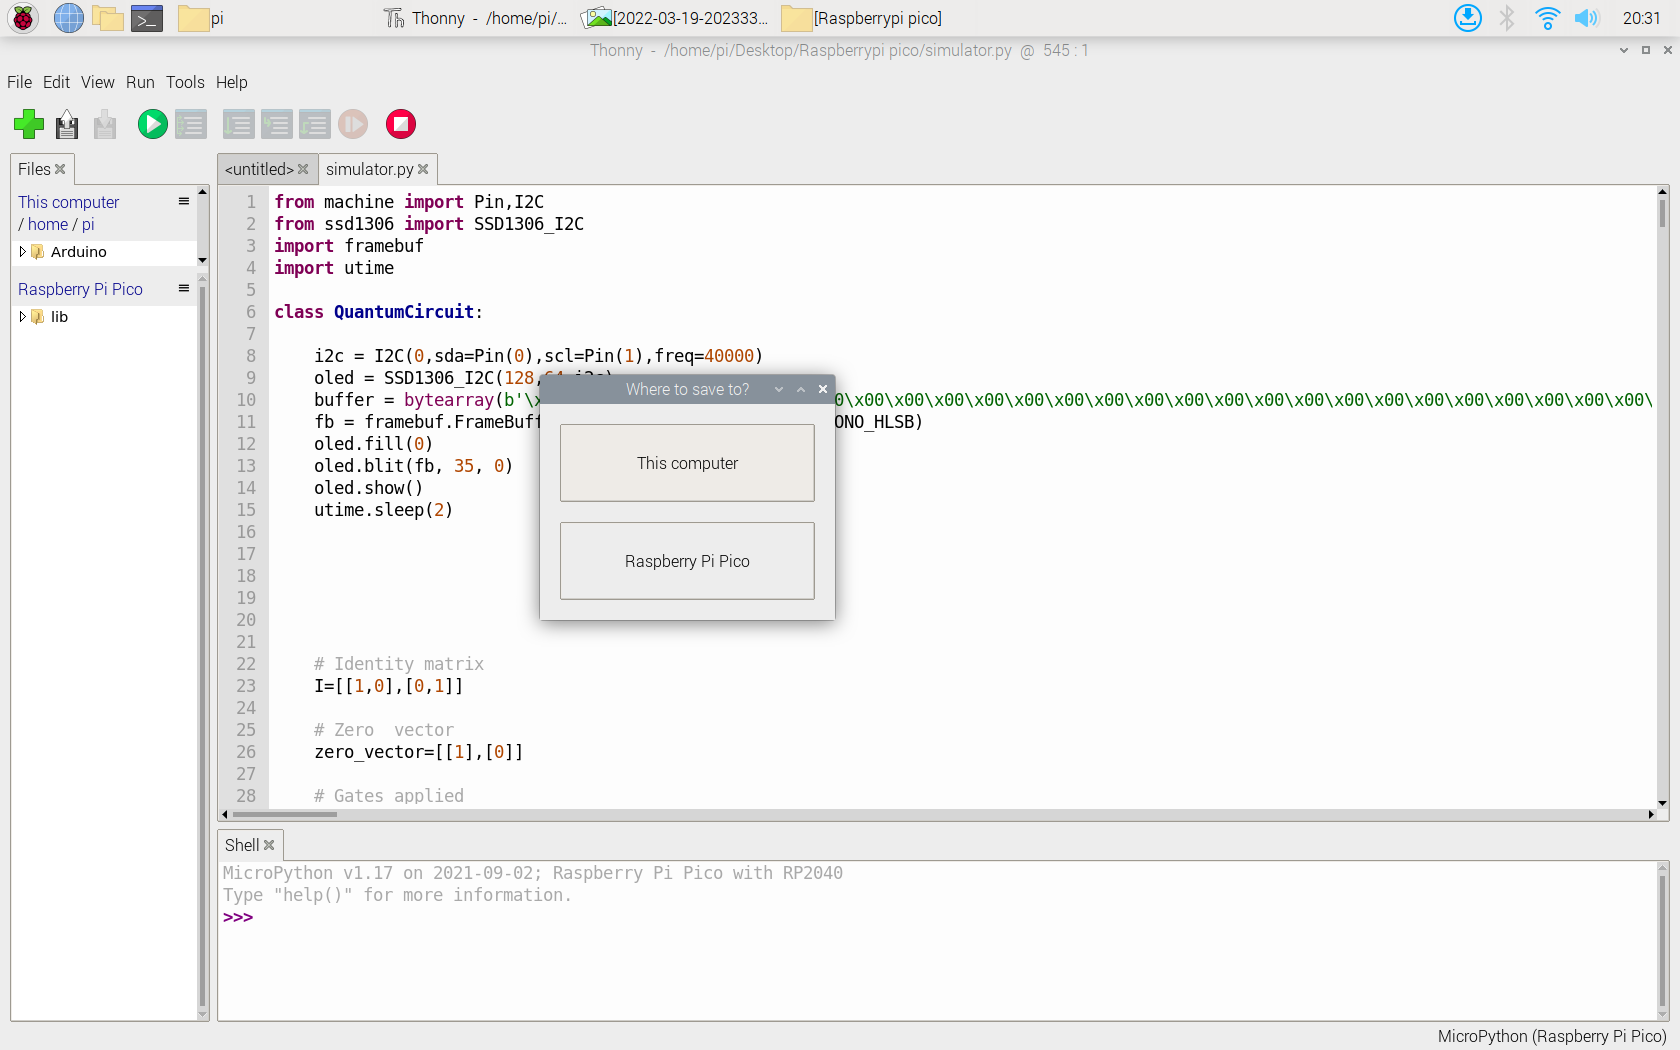 pi
Thonny  -  /home/pi/...
[2022-03-19-202333...
[Raspberrypi pico]
20:31
Thonny  -  /home/pi/Desktop/Raspberrypi pico/simulator.py  @  545 : 1
File Edit View Run Tools Help
Files
This computer
/ home / pi
Arduino
Raspberry Pi Pico
lib
<untitled>
simulator.py
1 from machine import Pin,I2C
2 from ssd1306 import SSD1306_I2C
3 import framebuf
4 import utime
5
6 class QuantumCircuit:
7
8     i2c = I2C(0,sda=Pin(0),scl=Pin(1),freq=40000)
9     oled = SSD1306_I2C(128,64,i2c)
10     buffer = bytearray(b'\x 0\x00\x00\x00\x00\x00\x00\x00\x00\x00\x00\x00\x00\x00\x00\x00\x00\x00\x00\x00\x00\
11     fb = framebuf.FrameBuff ONO_HLSB)
12     oled.fill(0)
13     oled.blit(fb, 35, 0)
14     oled.show()
15     utime.sleep(2)
16
17
18
19
20
21
22     # Identity matrix
23     I=[[1,0],[0,1]]
24
25     # Zero  vector
26     zero_vector=[[1],[0]]
27
28     # Gates applied
Where to save to?
This computer
Raspberry Pi Pico
Shell
MicroPython v1.17 on 2021-09-02; Raspberry Pi Pico with RP2040
Type "help()" for more information.
>>>
MicroPython (Raspberry Pi Pico)